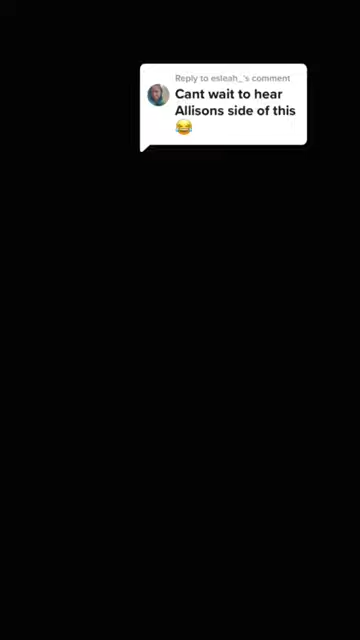 Reply to esleah_'s comment
Cant wait to hear
Allisons side of this
😂